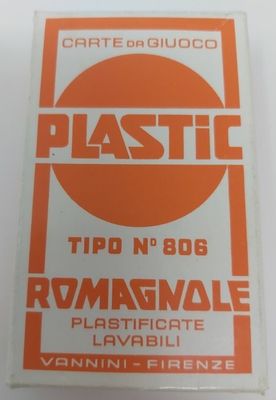 CARTE DA GIUOCO
PLASTIC
TIPO N° 806
ROMAGNOLE
PLASTIFICATE
LAVABILI
VANNINI - FIRENZE